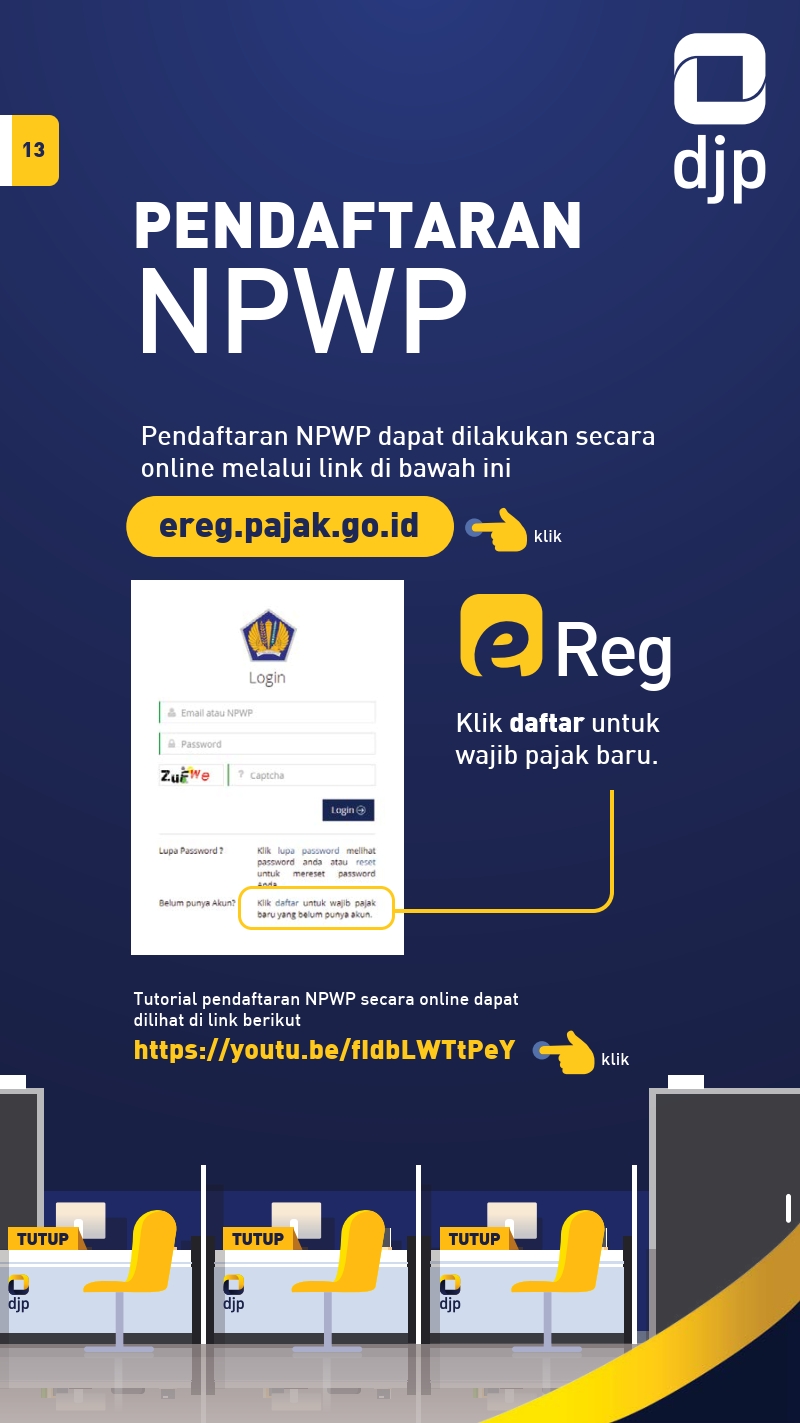 djp
13
PENDAFTARAN
NPWP
Pendaftaran NPWP dapat dilakukan secara
online melalui link di bawah ini
ereg.pajak.go.id
klik
e Reg
Klik daftar untuk
wajib pajak baru.
Login
Email atau NPWP
Password
ZuFWe
? Captcha
Login
Lupa Password ?
Klik lupa password melihat
password anda atau reset
untuk mereset password
Anda.
Belum punya Akun?
Klik daftar untuk wajib pajak
baru yang belum punya akun.
Tutorial pendaftaran NPWP secara online dapat
dilihat di link berikut
https://youtu.be/fIdbLWTtPeY
klik
TUTUP
TUTUP
TUTUP
djp
djp
djp